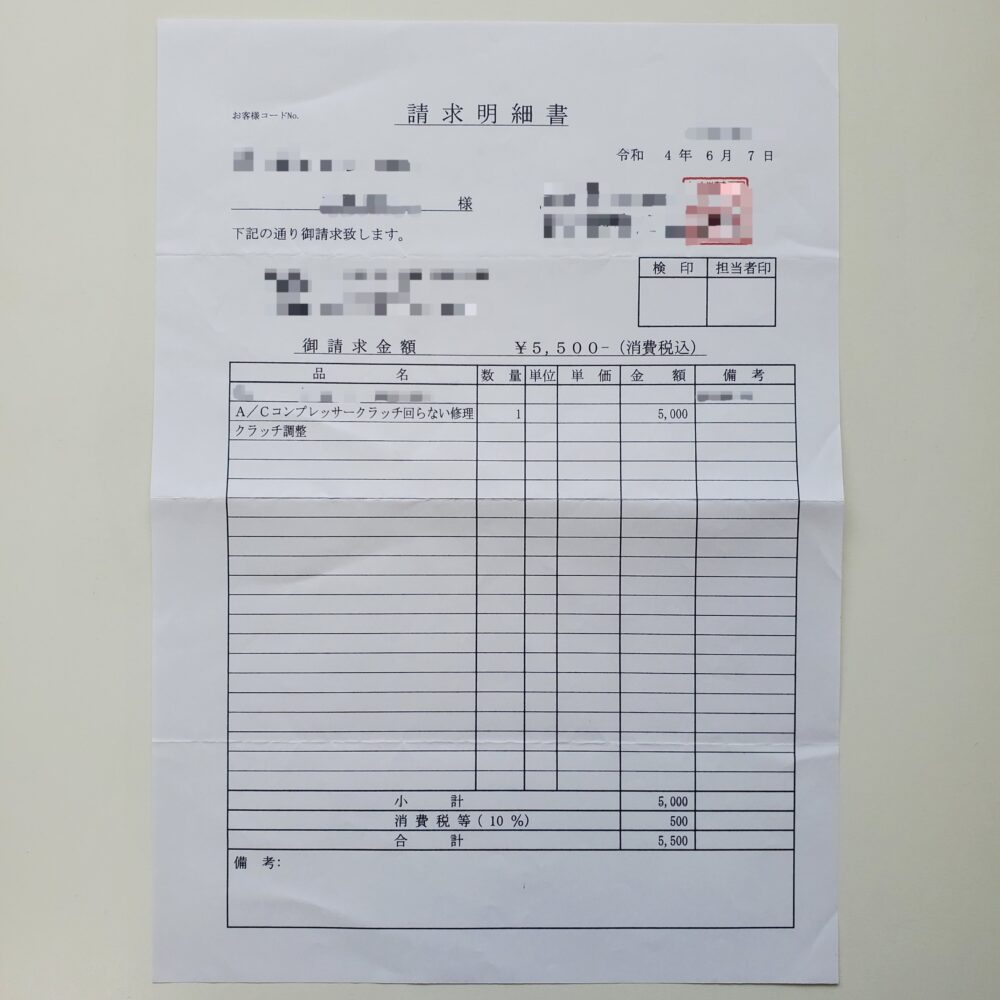 お客様コードNo.
請求明細書
令和 4年 6月 7日
様
下記の通り御請求致します。
検印 担当者印
御請求金額 ￥5,500-(消費税込)
品名 数量 単位 単価 金額 備考
A／Cコンプレッサークラッチ回らない修理 1 5,000
クラッチ調整
小計 5,000
消費税等(10%) 500
合計 5,500
備考: